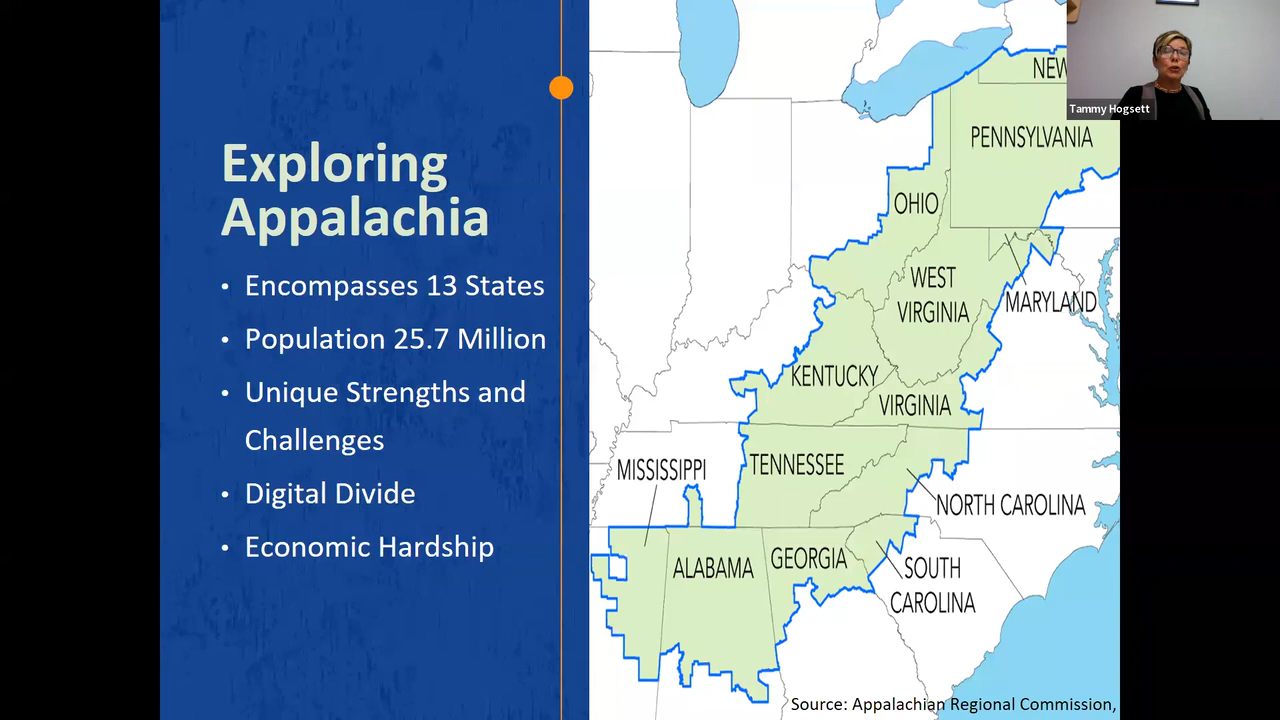 Exploring
Appalachia
• Encompasses 13 States
• Population 25.7 Million
• Unique Strengths and
Challenges
• Digital Divide
• Economic Hardship
NEW
PENNSYLVANIA
OHIO
WEST
VIRGINIA
MARYLAND
KENTUCKY
VIRGINIA
MISSISSIPPI
TENNESSEE
NORTH CAROLINA
ALABAMA
GEORGIA
SOUTH
CAROLINA
Source: Appalachian Regional Commission,
Tammy Hogsett